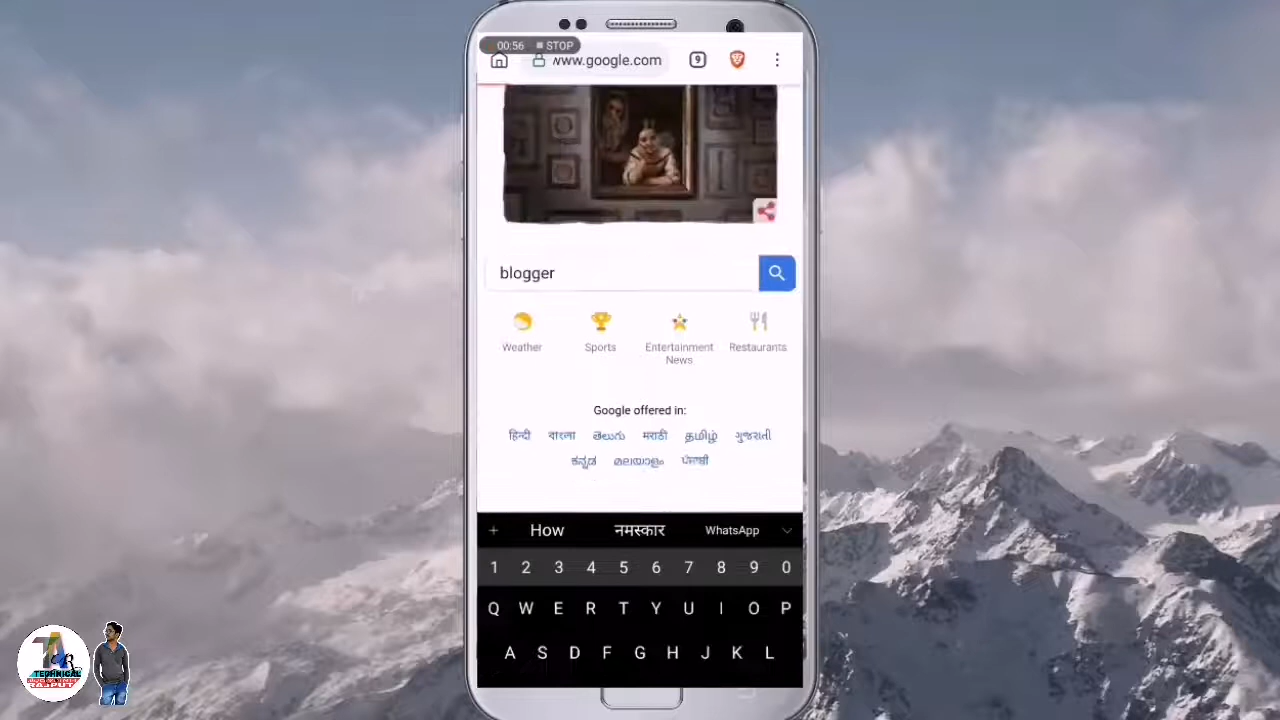 00:56 STOP
www.google.com 9
blogger
Weather Sports Entertainment News Restaurants
Google offered in:
हिन्दी বাংলা తెలుగు मराठी தமிழ் ગુજરાતી
ಕನ್ನಡ മലയാളം ਪੰਜਾਬੀ
+ How नमस्कार WhatsApp
1 2 3 4 5 6 7 8 9 0
Q W E R T Y U I O P
A S D F G H J K L